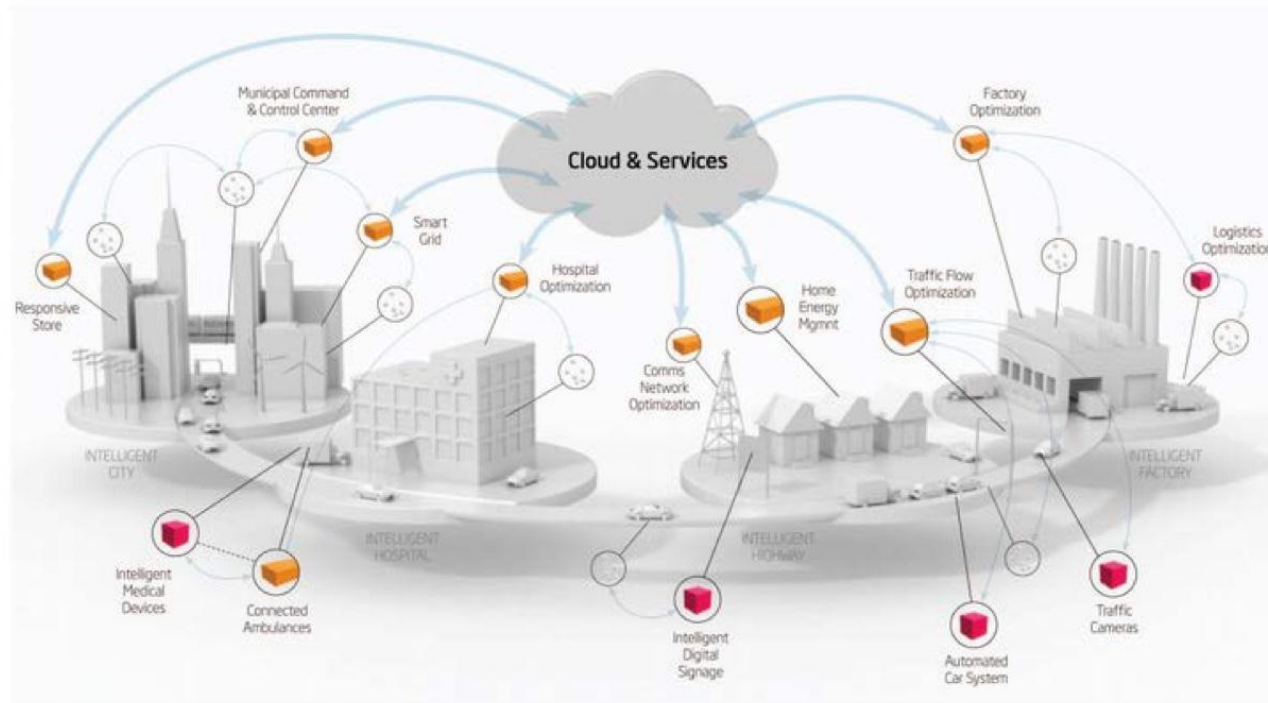 Municipal Command
& Control Center
Factory
Optimization
Cloud & Services
Smart
Grid
Logistics
Optimization
Responsive
Store
Hospital
Optimization
Home
Energy
Mgmnt
Traffic Flow
Optimization
Comms
Network
Optimization
INTELLIGENT
CITY
INTELLIGENT
FACTORY
INTELLIGENT
HOSPITAL
INTELLIGENT
HIGHWAY
Intelligent
Medical
Devices
Connected
Ambulances
Intelligent
Digital
Signage
Automated
Car System
Traffic
Cameras